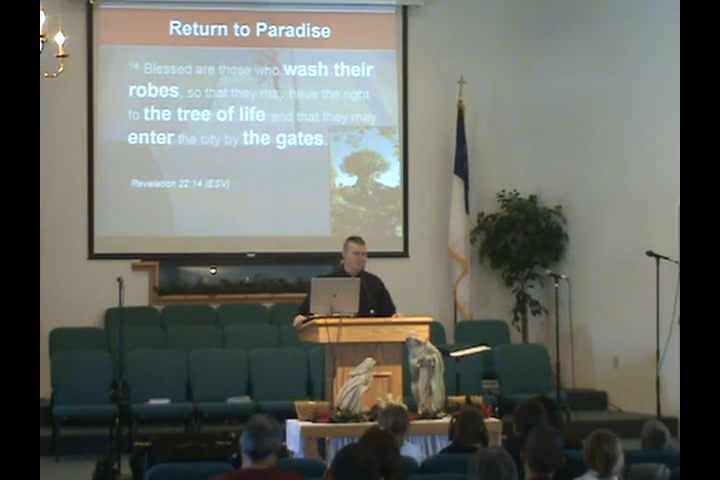 Return to Paradise
14 Blessed are those who wash their
robes, so that they may have the right
to the tree of life and that they may
enter the city by the gates.
Revelation 22:14 (ESV)